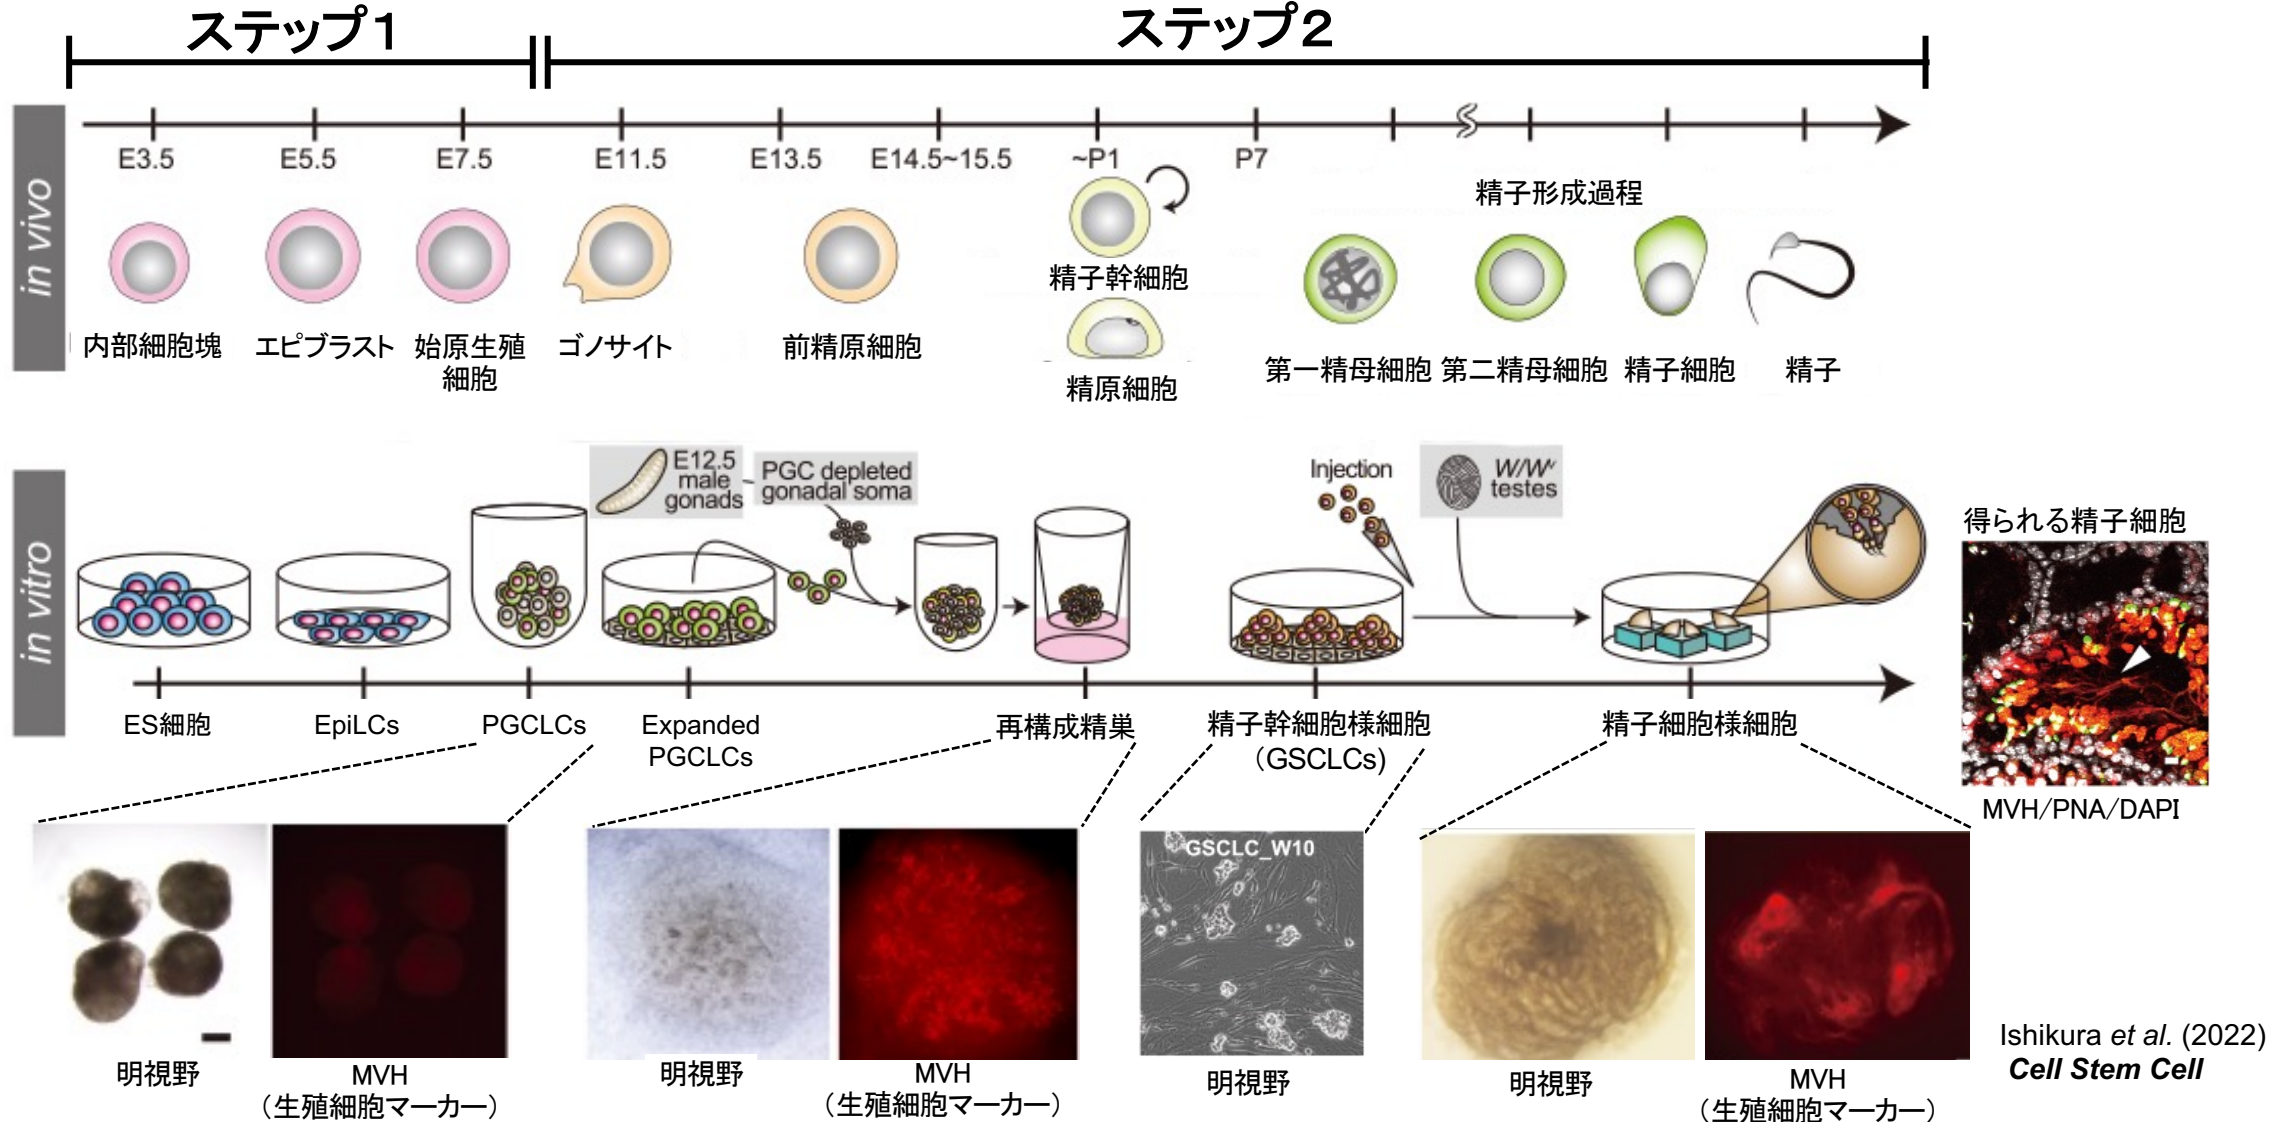 ステップ１
ステップ２
in vivo
E3.5
E5.5
E7.5
E11.5
E13.5
E14.5~15.5
~P1
P7
精子形成過程
精子幹細胞
内部細胞塊
エピブラスト
始原生殖
細胞
ゴノサイト
前精原細胞
精原細胞
第一精母細胞
第二精母細胞
精子細胞
精子
in vitro
E12.5
male
gonads
PGC depleted
gonadal soma
Injection
W/Wᵛ
testes
得られる精子細胞
ES細胞
EpiLCs
PGCLCs
Expanded
PGCLCs
再構成精巣
精子幹細胞様細胞
（GSCLCs）
精子細胞様細胞
MVH/PNA/DAPI
GSCLC_W10
明視野
MVH
（生殖細胞マーカー）
明視野
MVH
（生殖細胞マーカー）
明視野
明視野
MVH
（生殖細胞マーカー）
Ishikura et al. (2022)
Cell Stem Cell